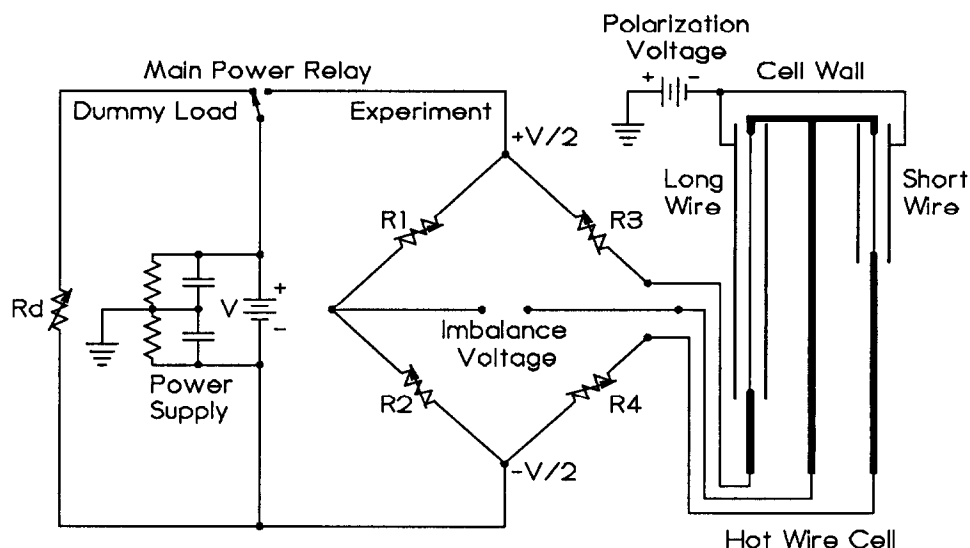 Polarization
Voltage
+ −
Cell Wall
Main Power Relay
Dummy Load
Experiment
+V/2
Long
Wire
Short
Wire
R1
R3
Rd
V
+
−
Imbalance
Voltage
Power
Supply
R2
R4
−V/2
Hot Wire Cell